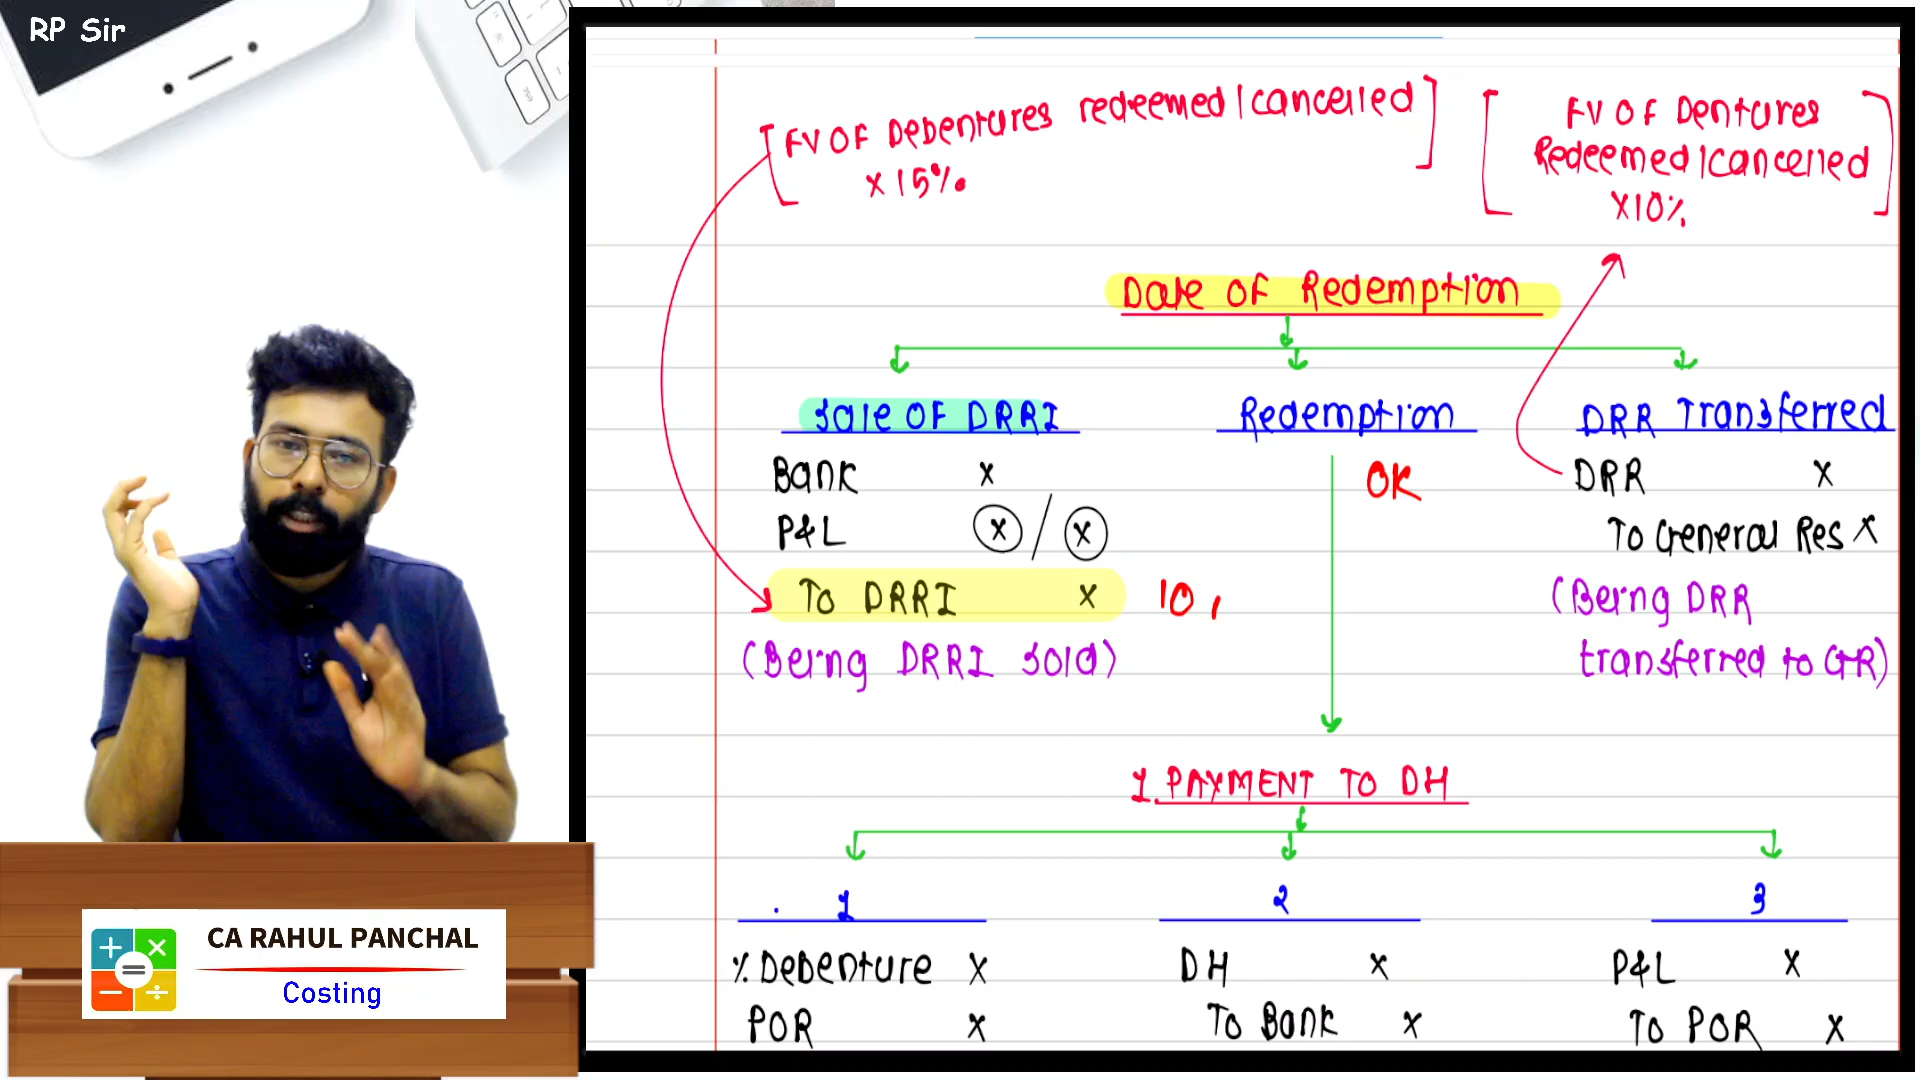 RP Sir
[FV OF Debentures redeemed/cancelled]
x 15%
[FV OF Dentures
Redeemed/cancelled
x10%]
Date OF Redemption
Sale OF DRRI
Redemption
DRR Transferred
Bank x
OK
DRR x
P&L x / x
To General Res x
To DRRI x 10,
(Being DRR
(Being DRRI sold)
transferred to GR)
1. PAYMENT TO DH
1 2 3
% Debenture x
DH x
P&L x
POR x
To Bank x
TO POR x
CA RAHUL PANCHAL
Costing